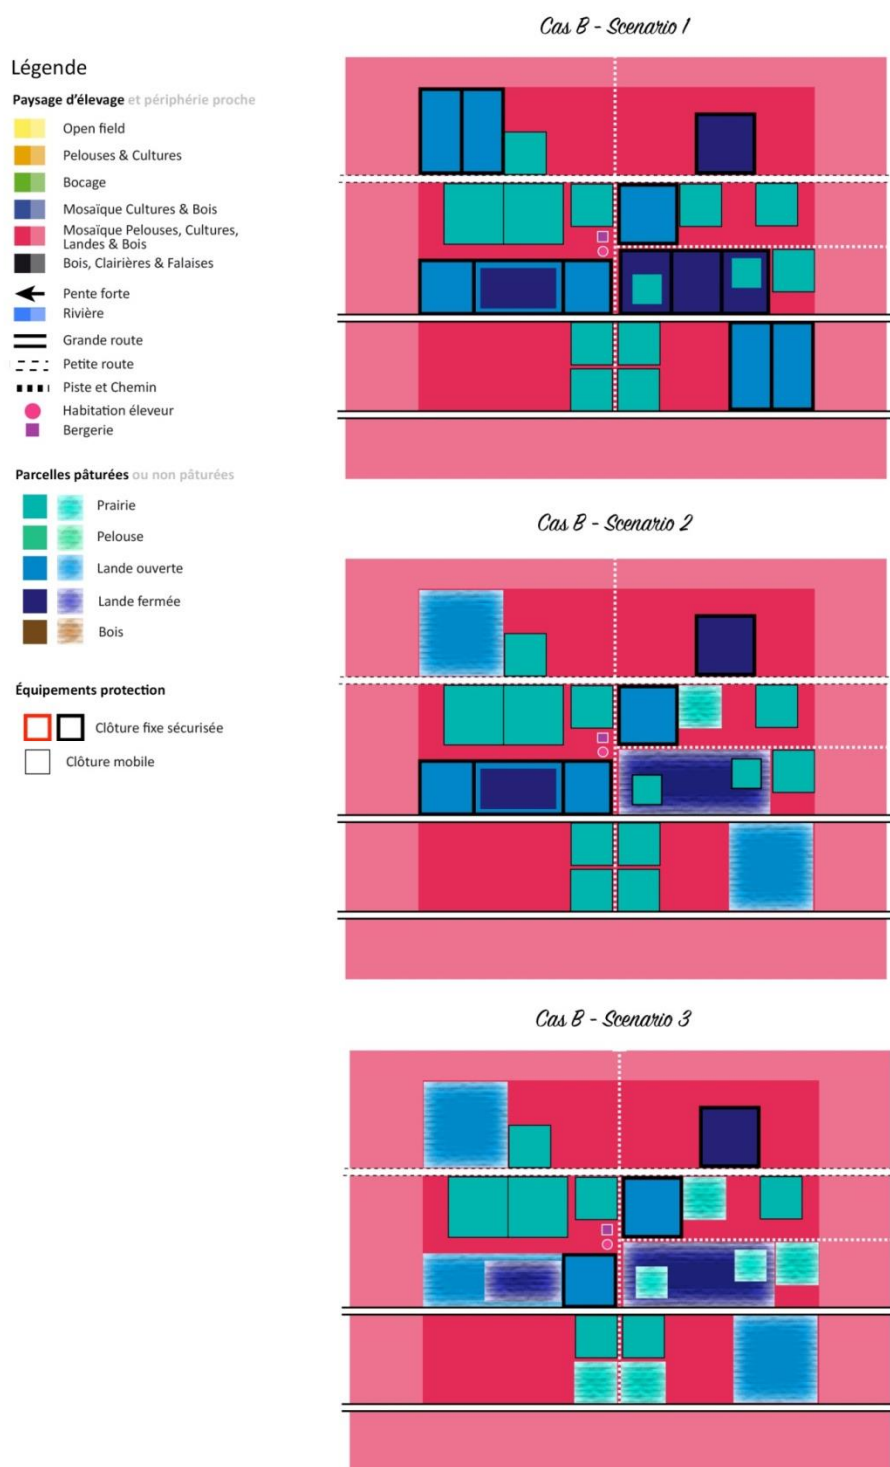 Cas B - Scenario 1
Légende
Paysage d'élevage et périphérie proche
Open field
Pelouses & Cultures
Bocage
Mosaïque Cultures & Bois
Mosaïque Pelouses, Cultures,
Landes & Bois
Bois, Clairières & Falaises
Pente forte
Rivière
Grande route
Petite route
Piste et Chemin
Habitation éleveur
Bergerie
Parcelles pâturées ou non pâturées
Prairie
Pelouse
Lande ouverte
Lande fermée
Bois
Équipements protection
Clôture fixe sécurisée
Clôture mobile
Cas B - Scenario 2
Cas B - Scenario 3